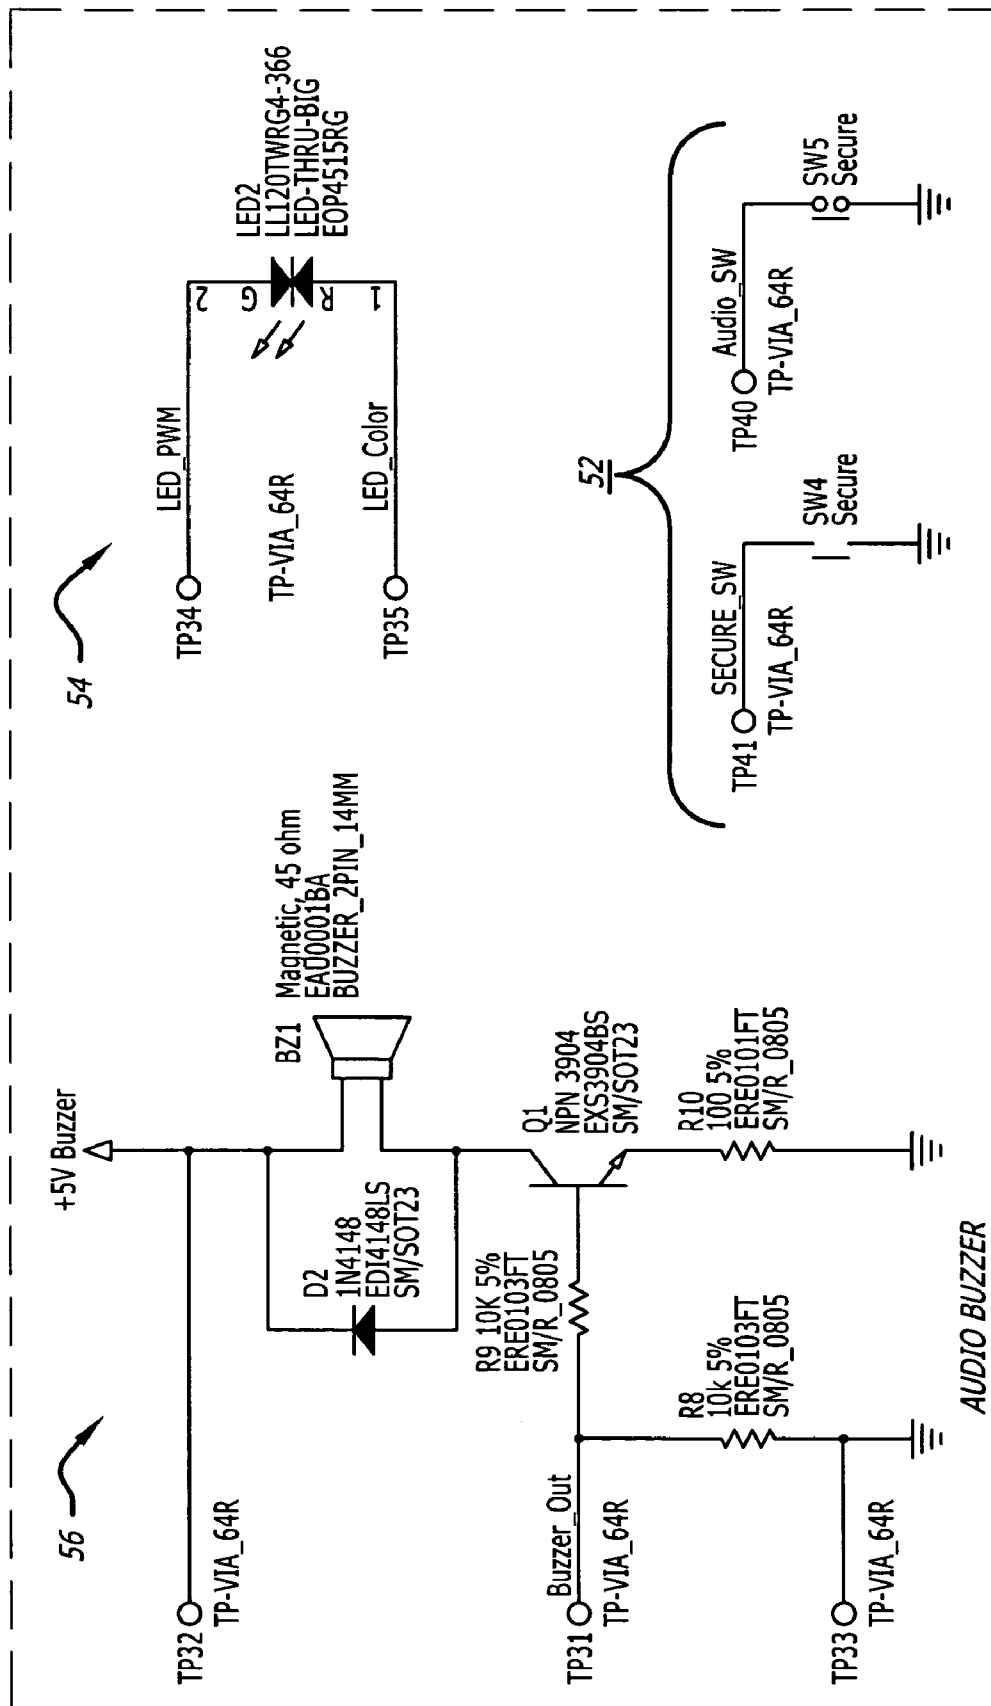 56
+5V Buzzer
TP32
TP-VIA_64R
D2
1N4148
EDI4148LS
SM/SOT23
BZ1
Magnetic, 45 ohm
EAU0001BA
BUZZER_2PIN_14MM
R9 10K 5%
ERE0103FT
SM/R_0805
Q1
NPN 3904
EXS3904BS
SM/SOT23
TP31
Buzzer_Out
TP-VIA_64R
R8
10k 5%
ERE0103FT
SM/R_0805
R10
100 5%
ERE0101FT
SM/R_0805
TP33
TP-VIA_64R
AUDIO BUZZER
54
TP34
LED_PWM
2
G
LED2
LL120TWRG4-366
LED-THRU-BIG
EOP4515RG
TP-VIA_64R
R
1
TP35
LED_Color
52
TP41
SECURE_SW
TP-VIA_64R
SW4
Secure
TP40
Audio_SW
TP-VIA_64R
SW5
Secure